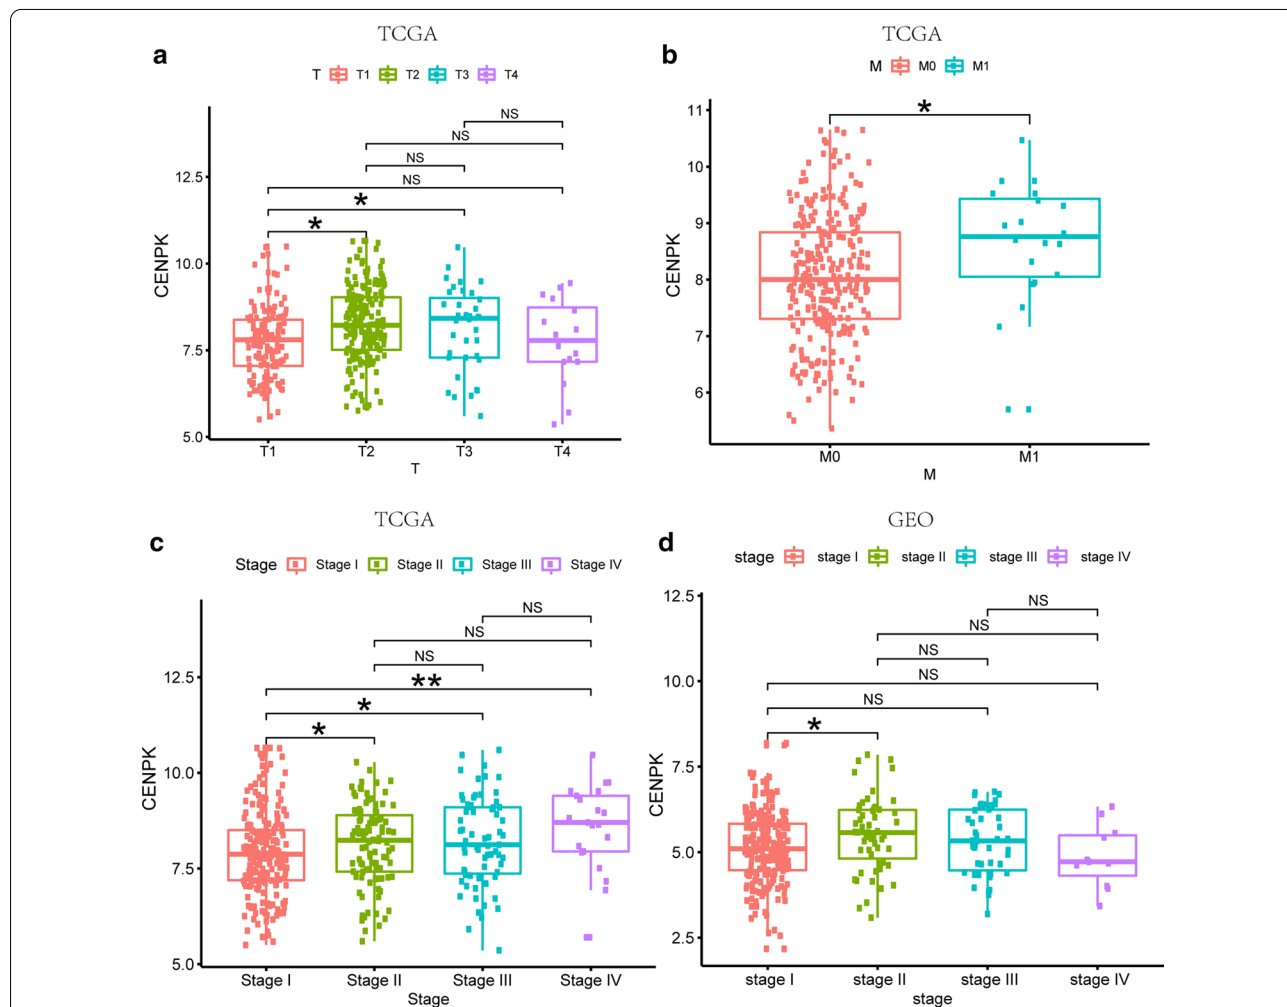 TCGA
a
T T1 T2 T3 T4
NS
NS
NS
NS
*
*
12.5
10.0
7.5
5.0
CENPK
T1 T2 T3 T4
T
TCGA
b
M M0 M1
*
11
10
9
8
7
6
CENPK
M0 M1
M
TCGA
c
Stage Stage I Stage II Stage III Stage IV
NS
NS
NS
**
*
*
12.5
10.0
7.5
5.0
CENPK
Stage I Stage II Stage III Stage IV
Stage
GEO
d
stage stage I stage II stage III stage IV
NS
NS
NS
NS
NS
*
12.5
10.0
7.5
5.0
2.5
CENPK
stage I stage II stage III stage IV
stage